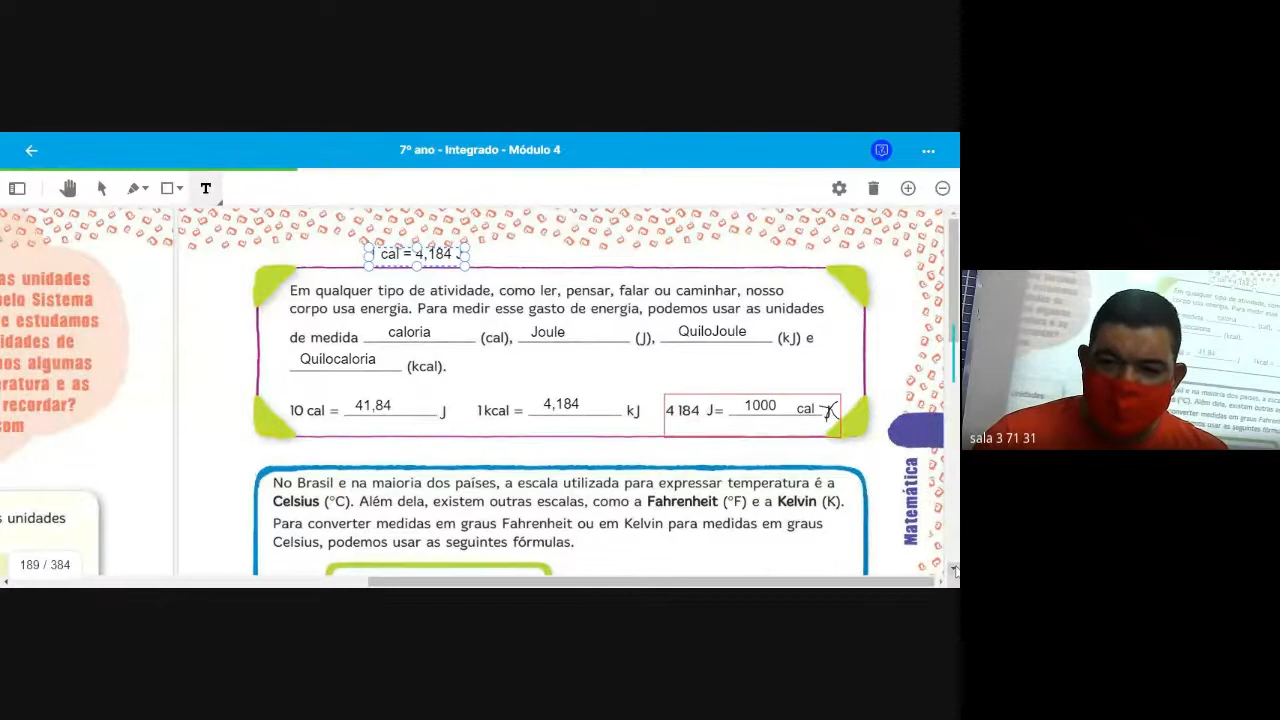 7º ano - Integrado - Módulo 4
T
cal = 4,184
as unidades
pelo Sistema
e estudamos
idades de
nos algumas
eratura e as
recordar?
com
s unidades
189 / 384
Em qualquer tipo de atividade, como ler, pensar, falar ou caminhar, nosso
corpo usa energia. Para medir esse gasto de energia, podemos usar as unidades
de medida caloria (cal), Joule (J), QuiloJoule (kJ) e
Quilocaloria (kcal).
10 cal = 41,84 J 1 kcal = 4,184 kJ 4 184 J= 1000 cal
No Brasil e na maioria dos países, a escala utilizada para expressar temperatura é a
Celsius (°C). Além dela, existem outras escalas, como a Fahrenheit (°F) e a Kelvin (K).
Para converter medidas em graus Fahrenheit ou em Kelvin para medidas em graus
Celsius, podemos usar as seguintes fórmulas.
Matemática
sala 3 71 31